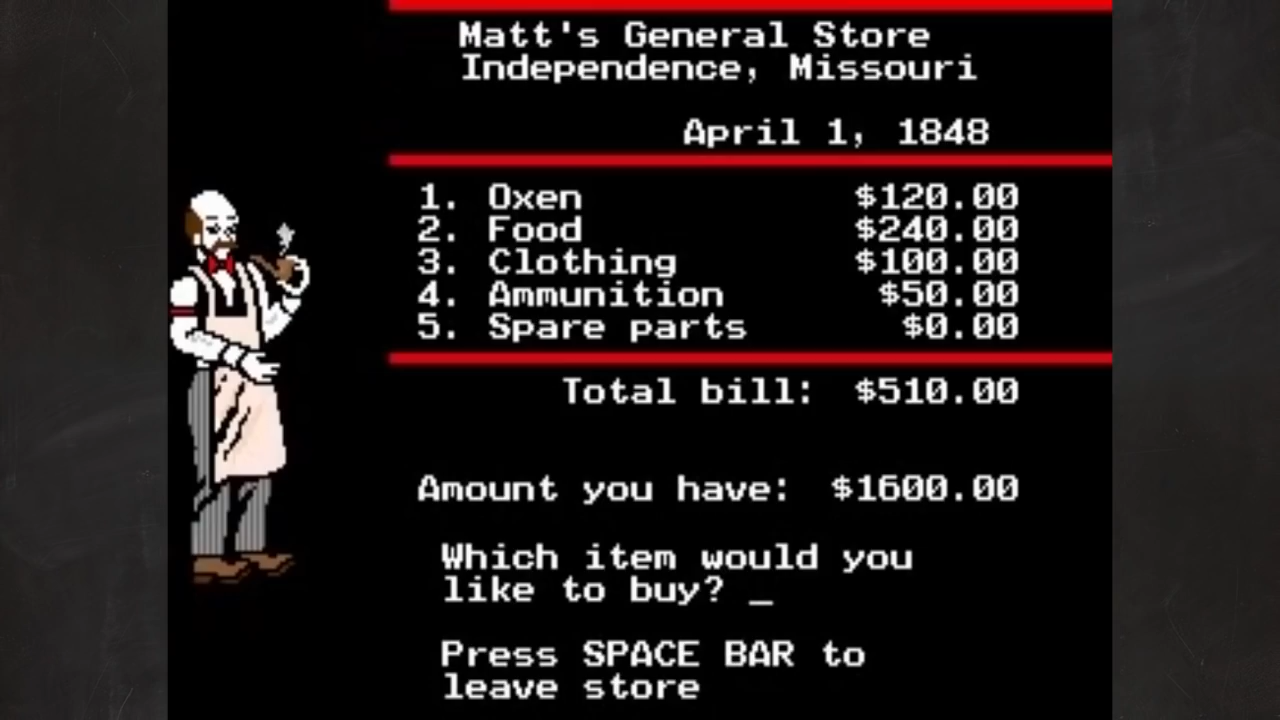 Matt's General Store
Independence, Missouri
April 1, 1848
1. Oxen $120.00
2. Food $240.00
3. Clothing $100.00
4. Ammunition $50.00
5. Spare parts $0.00
Total bill: $510.00
Amount you have: $1600.00
Which item would you
like to buy? _
Press SPACE BAR to
leave store